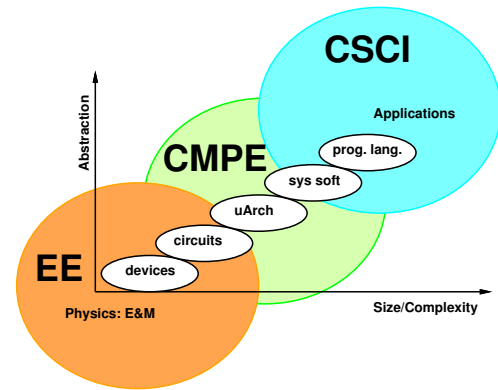 CSCI
Applications
Abstraction
prog. lang.
CMPE
sys soft
uArch
circuits
EE
devices
Physics: E&M
Size/Complexity